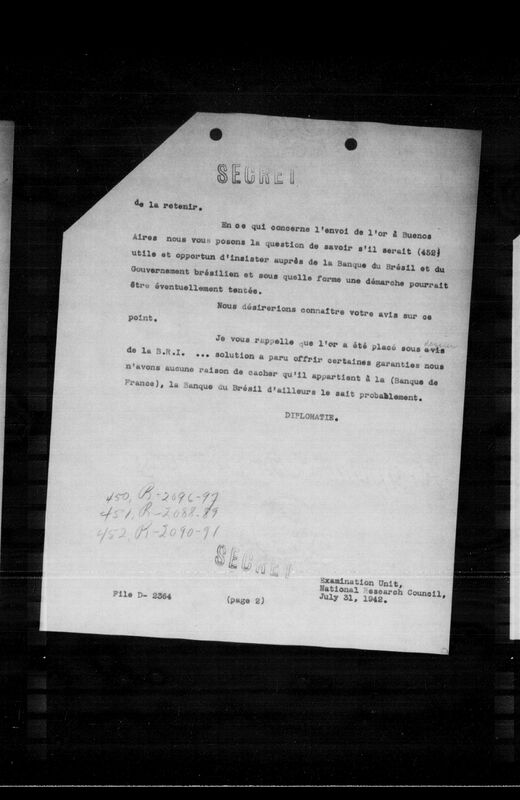 SECRET
de la retenir.
En ce qui concerne l'envoi de l'or à Buenos
Aires nous vous posons la question de savoir s'il serait (452)
utile et opportun d'insister auprès de la Banque du Brésil et du
Gouvernement brésilien et sous quelle forme une démarche pourrait
être éventuellement tentée.
Nous désirerions connaître votre avis sur ce
point.
Je vous rappelle que l'or a été placé sous avis
de la B.R.I. ... solution a paru offrir certaines garanties nous
n'avons aucune raison de cacher qu'il appartient à la (Banque de
France), la Banque du Brésil d'ailleurs le sait probablement.
DIPLOMATIE.
450, R-2096-97
451, R-2088-89
452, R-2090-91
SECRET
File D- 2364
(page 2)
Examination Unit,
National Research Council,
July 31, 1942.